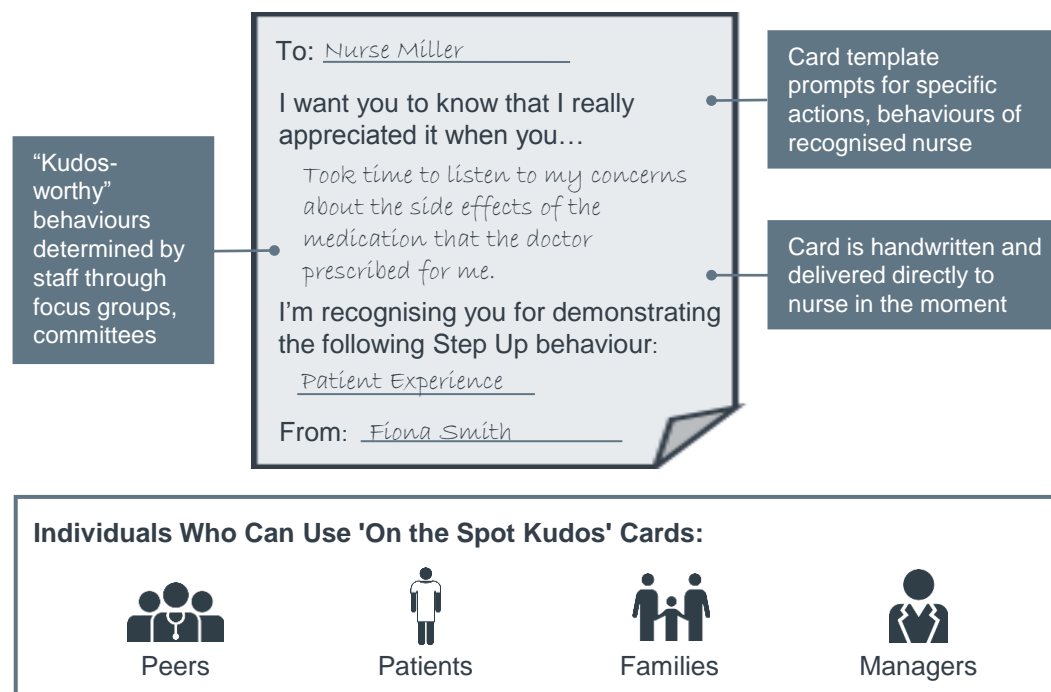 To: Nurse Miller
I want you to know that I really
appreciated it when you…
Took time to listen to my concerns
about the side effects of the
medication that the doctor
prescribed for me.
I'm recognising you for demonstrating
the following Step Up behaviour:
Patient Experience
From: Fiona Smith
"Kudos-
worthy"
behaviours
determined by
staff through
focus groups,
committees
Card template
prompts for specific
actions, behaviours of
recognised nurse
Card is handwritten and
delivered directly to
nurse in the moment
Individuals Who Can Use 'On the Spot Kudos' Cards:
Peers
Patients
Families
Managers